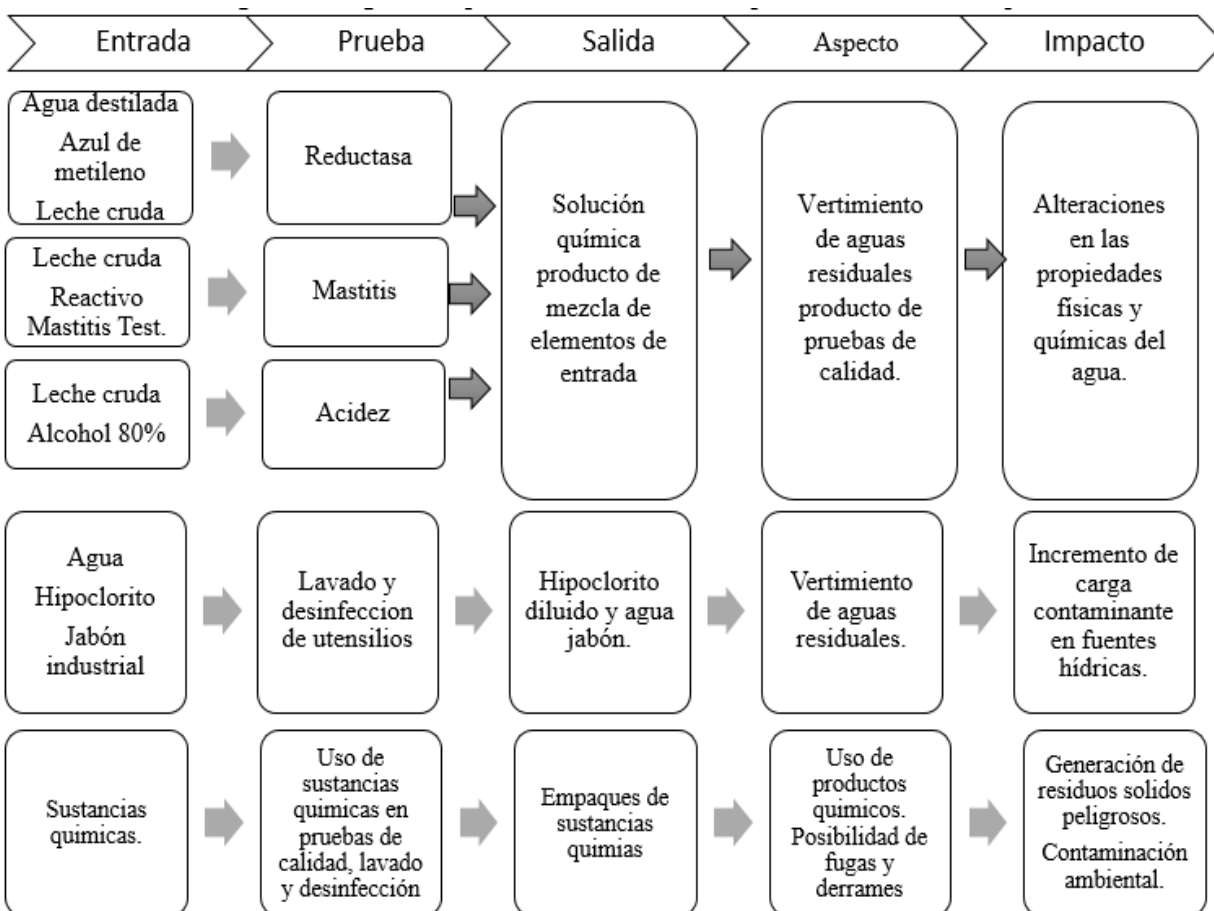 Entrada
Prueba
Salida
Aspecto
Impacto
Agua destilada
Azul de
metileno
Leche cruda
Reductasa
Leche cruda
Reactivo
Mastitis Test.
Mastitis
Leche cruda
Alcohol 80%
Acidez
Solución
química
producto de
mezcla de
elementos de
entrada
Vertimiento
de aguas
residuales
producto de
pruebas de
calidad.
Alteraciones
en las
propiedades
físicas y
químicas del
agua.
Agua
Hipoclorito
Jabón
industrial
Lavado y
desinfeccion
de utensilios
Hipoclorito
diluido y agua
jabón.
Vertimiento
de aguas
residuales.
Incremento de
carga
contaminante
en fuentes
hídricas.
Sustancias
quimicas.
Uso de
sustancias
quimicas en
pruebas de
calidad, lavado
y desinfección
Empaques de
sustancias
quimias
Uso de
productos
quimicos.
Posibilidad de
fugas y
derrames
Generación de
residuos solidos
peligrosos.
Contaminación
ambiental.